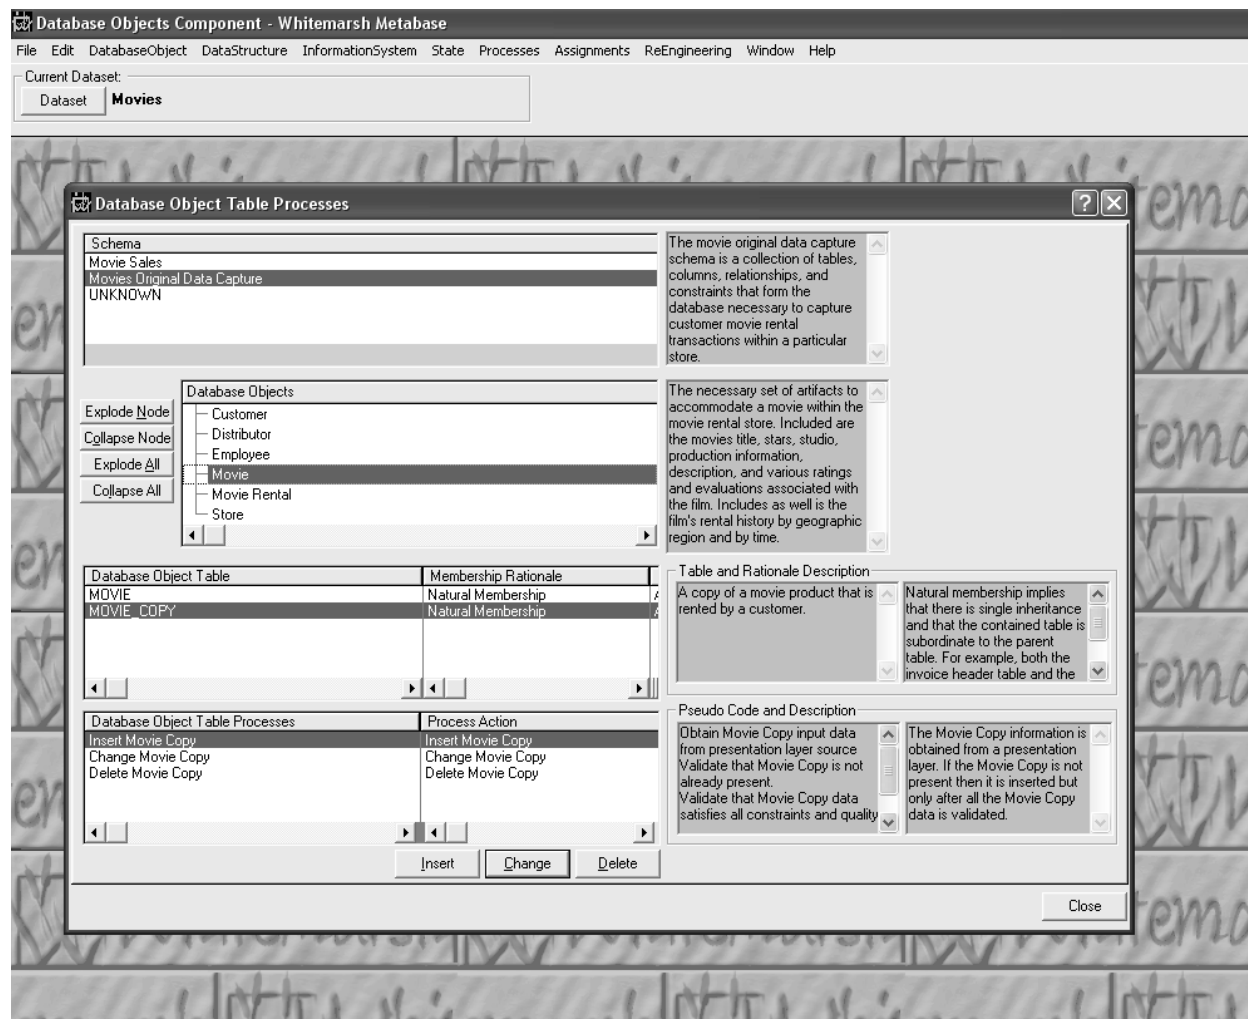 Database Objects Component - Whitemarsh Metabase
File Edit DatabaseObject DataStructure InformationSystem State Processes Assignments ReEngineering Window Help
Current Dataset:
Dataset Movies
Database Object Table Processes
Schema
Movie Sales
Movies Original Data Capture
UNKNOWN
The movie original data capture
schema is a collection of tables,
columns, relationships, and
constraints that form the
database necessary to capture
customer movie rental
transactions within a particular
store.
Explode Node
Collapse Node
Explode All
Collapse All
Database Objects
Customer
Distributor
Employee
Movie
Movie Rental
Store
The necessary set of artifacts to
accommodate a movie within the
movie rental store. Included are
the movies title, stars, studio,
production information,
description, and various ratings
and evaluations associated with
the film. Includes as well is the
film's rental history by geographic
region and by time.
Database Object Table Membership Rationale
MOVIE Natural Membership
MOVIE_COPY Natural Membership
Table and Rationale Description
A copy of a movie product that is
rented by a customer.
Natural membership implies
that there is single inheritance
and that the contained table is
subordinate to the parent
table. For example, both the
invoice header table and the
Database Object Table Processes Process Action
Insert Movie Copy Insert Movie Copy
Change Movie Copy Change Movie Copy
Delete Movie Copy Delete Movie Copy
Pseudo Code and Description
Obtain Movie Copy input data
from presentation layer source
Validate that Movie Copy is not
already present.
Validate that Movie Copy data
satisfies all constraints and quality
The Movie Copy information is
obtained from a presentation
layer. If the Movie Copy is not
present then it is inserted but
only after all the Movie Copy
data is validated.
Insert Change Delete
Close